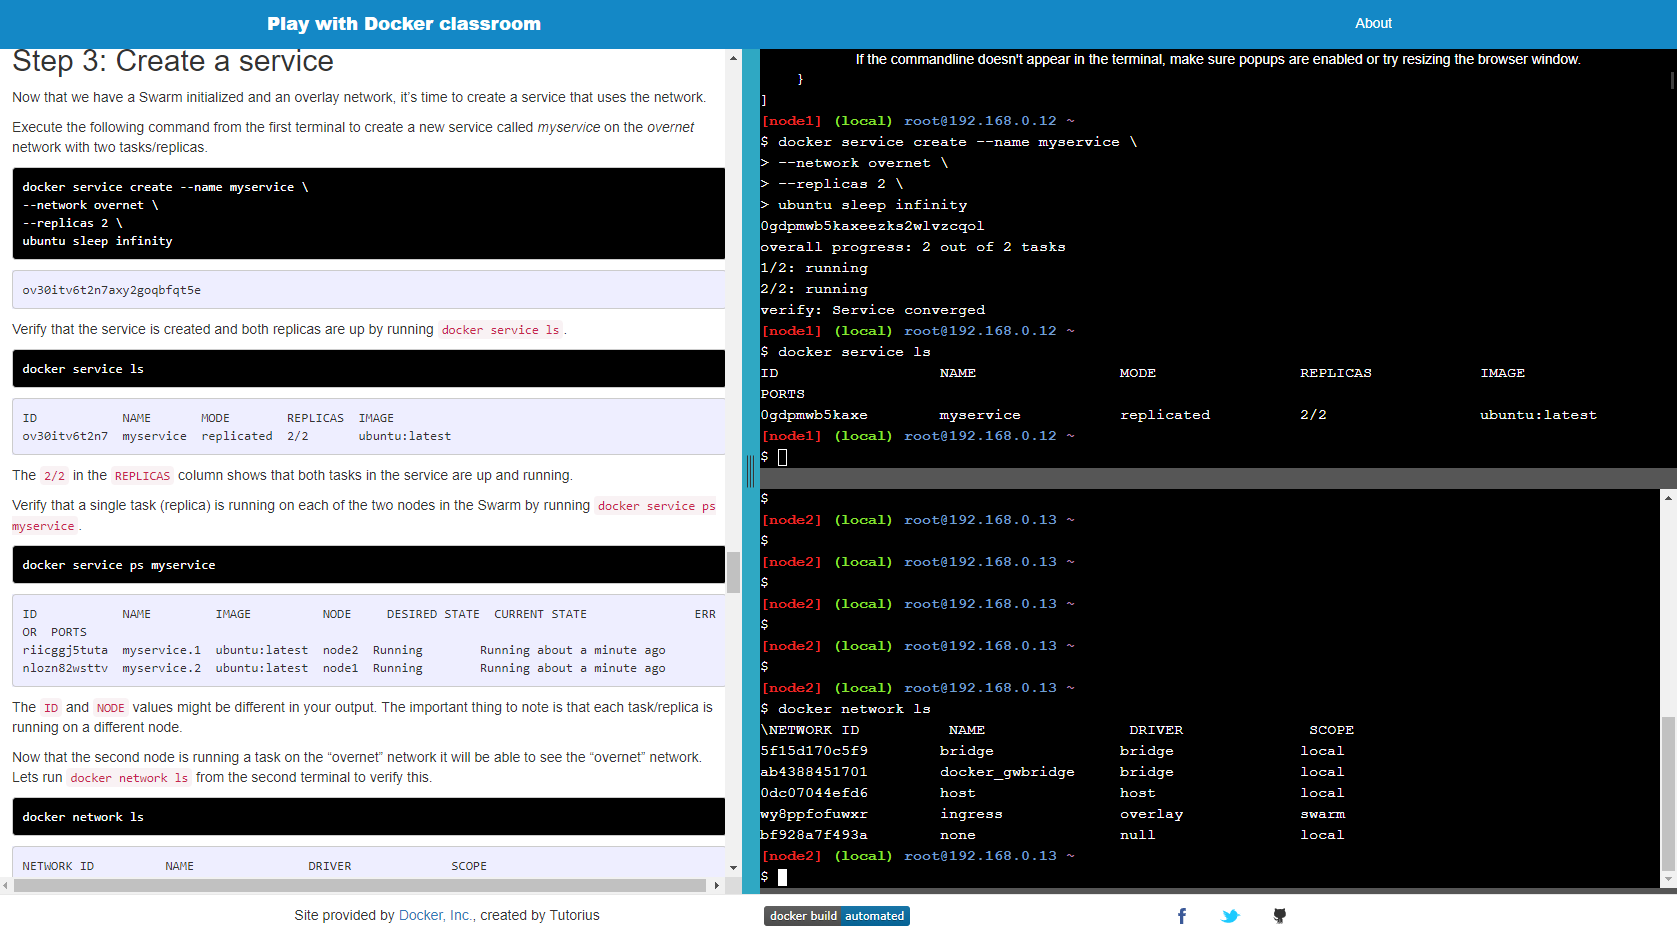 Play with Docker classroom
About
Step 3: Create a service
Now that we have a Swarm initialized and an overlay network, it’s time to create a service that uses the network.
Execute the following command from the first terminal to create a new service called myservice on the overnet
network with two tasks/replicas.
docker service create --name myservice \
--network overnet \
--replicas 2 \
ubuntu sleep infinity
ov30itv6t2n7axy2goqbfqt5e
Verify that the service is created and both replicas are up by running docker service ls .
docker service ls
ID NAME MODE REPLICAS IMAGE
ov30itv6t2n7 myservice replicated 2/2 ubuntu:latest
The 2/2 in the REPLICAS column shows that both tasks in the service are up and running.
Verify that a single task (replica) is running on each of the two nodes in the Swarm by running docker service ps
myservice .
docker service ps myservice
ID NAME IMAGE NODE DESIRED STATE CURRENT STATE ERR
OR PORTS
riicggj5tuta myservice.1 ubuntu:latest node2 Running Running about a minute ago
nlozn82wsttv myservice.2 ubuntu:latest node1 Running Running about a minute ago
The ID and NODE values might be different in your output. The important thing to note is that each task/replica is
running on a different node.
Now that the second node is running a task on the “overnet” network it will be able to see the “overnet” network.
Lets run docker network ls from the second terminal to verify this.
docker network ls
NETWORK ID NAME DRIVER SCOPE
If the commandline doesn't appear in the terminal, make sure popups are enabled or try resizing the browser window.
}
]
[node1] (local) root@192.168.0.12 ~
$ docker service create --name myservice \
> --network overnet \
> --replicas 2 \
> ubuntu sleep infinity
0gdpmwb5kaxeezks2wlvzcqol
overall progress: 2 out of 2 tasks
1/2: running
2/2: running
verify: Service converged
[node1] (local) root@192.168.0.12 ~
$ docker service ls
ID NAME MODE REPLICAS IMAGE
PORTS
0gdpmwb5kaxe myservice replicated 2/2 ubuntu:latest
[node1] (local) root@192.168.0.12 ~
$
$
[node2] (local) root@192.168.0.13 ~
$
[node2] (local) root@192.168.0.13 ~
$
[node2] (local) root@192.168.0.13 ~
$
[node2] (local) root@192.168.0.13 ~
$
[node2] (local) root@192.168.0.13 ~
$ docker network ls
\NETWORK ID NAME DRIVER SCOPE
5f15d170c5f9 bridge bridge local
ab4388451701 docker_gwbridge bridge local
0dc07044efd6 host host local
wy8ppfofuwxr ingress overlay swarm
bf928a7f493a none null local
[node2] (local) root@192.168.0.13 ~
$
Site provided by Docker, Inc., created by Tutorius
docker build automated